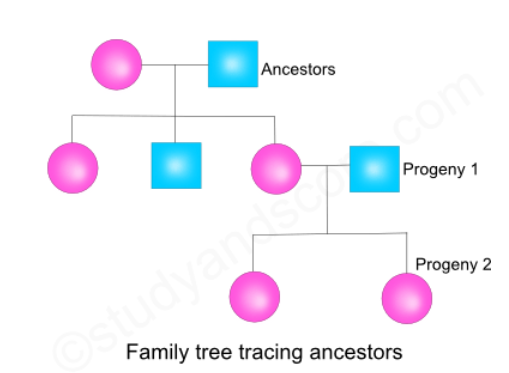 Ancestors
Progeny 1
Progeny 2
Family tree tracing ancestors
©studyandscore.com